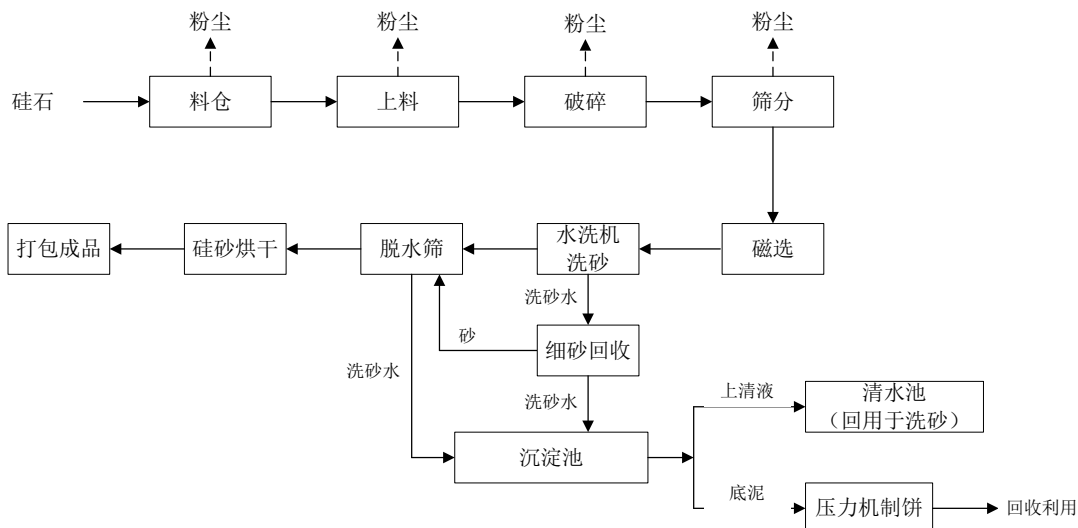 粉尘
粉尘
粉尘
粉尘
硅石
料仓
上料
破碎
筛分
打包成品
硅砂烘干
脱水筛
水洗机
洗砂
磁选
洗砂水
砂
细砂回收
洗砂水
洗砂水
上清液
清水池
（回用于洗砂）
沉淀池
底泥
压力机制饼
回收利用